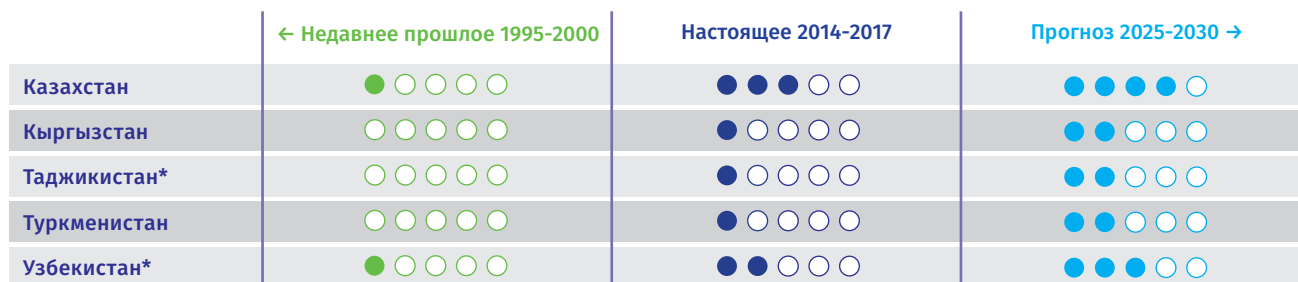 ← Недавнее прошлое 1995-2000 Настоящее 2014-2017 Прогноз 2025-2030 →
Казахстан
Кыргызстан
Таджикистан*
Туркменистан
Узбекистан*